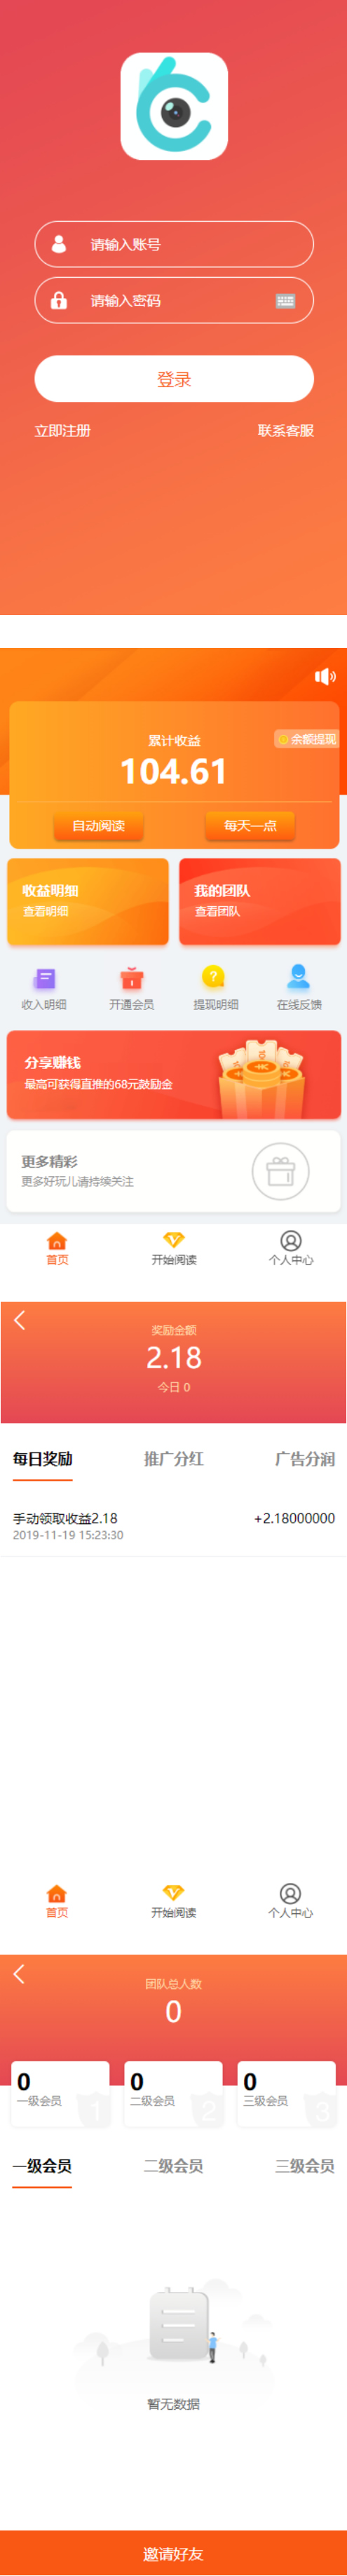 请输入账号
请输入密码
登录
立即注册 联系客服
累计收益
余额提现
104.61
自动阅读 每天一点
收益明细 我的团队
查看明细 查看团队
收入明细 开通会员 提现明细 在线反馈
分享赚钱
最高可获得直推的68元鼓励金
更多精彩
更多好玩儿请持续关注
首页 开始阅读 个人中心
奖励金额
2.18
今日 0
每日奖励 推广分红 广告分润
手动领取收益2.18 +2.18000000
2019-11-19 15:23:30
首页 开始阅读 个人中心
团队总人数
0
0 0 0
一级会员 二级会员 三级会员
1 2 3
一级会员 二级会员 三级会员
暂无数据
邀请好友